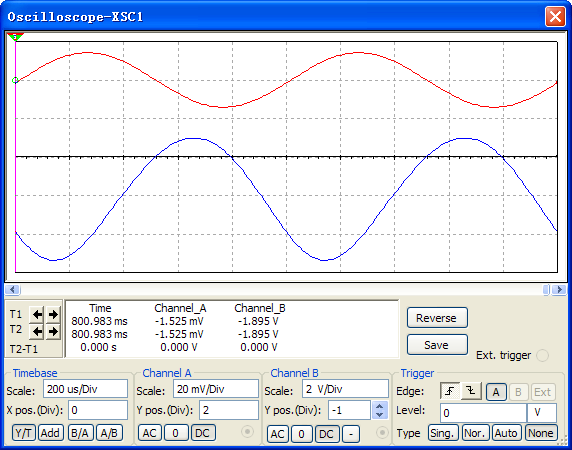 Oscilloscope-XSC1
Time Channel_A Channel_B
T1 800.983 ms -1.525 mV -1.895 V
T2 800.983 ms -1.525 mV -1.895 V
T2-T1 0.000 s 0.000 V 0.000 V
Reverse
Save
Ext. trigger
Timebase Channel A Channel B Trigger
Scale: 200 us/Div Scale: 20 mV/Div Scale: 2 V/Div Edge: A B Ext
X pos.(Div): 0 Y pos.(Div): 2 Y pos.(Div): -1 Level: 0 V
Y/T Add B/A A/B AC 0 DC AC 0 DC - Type Sing. Nor. Auto None